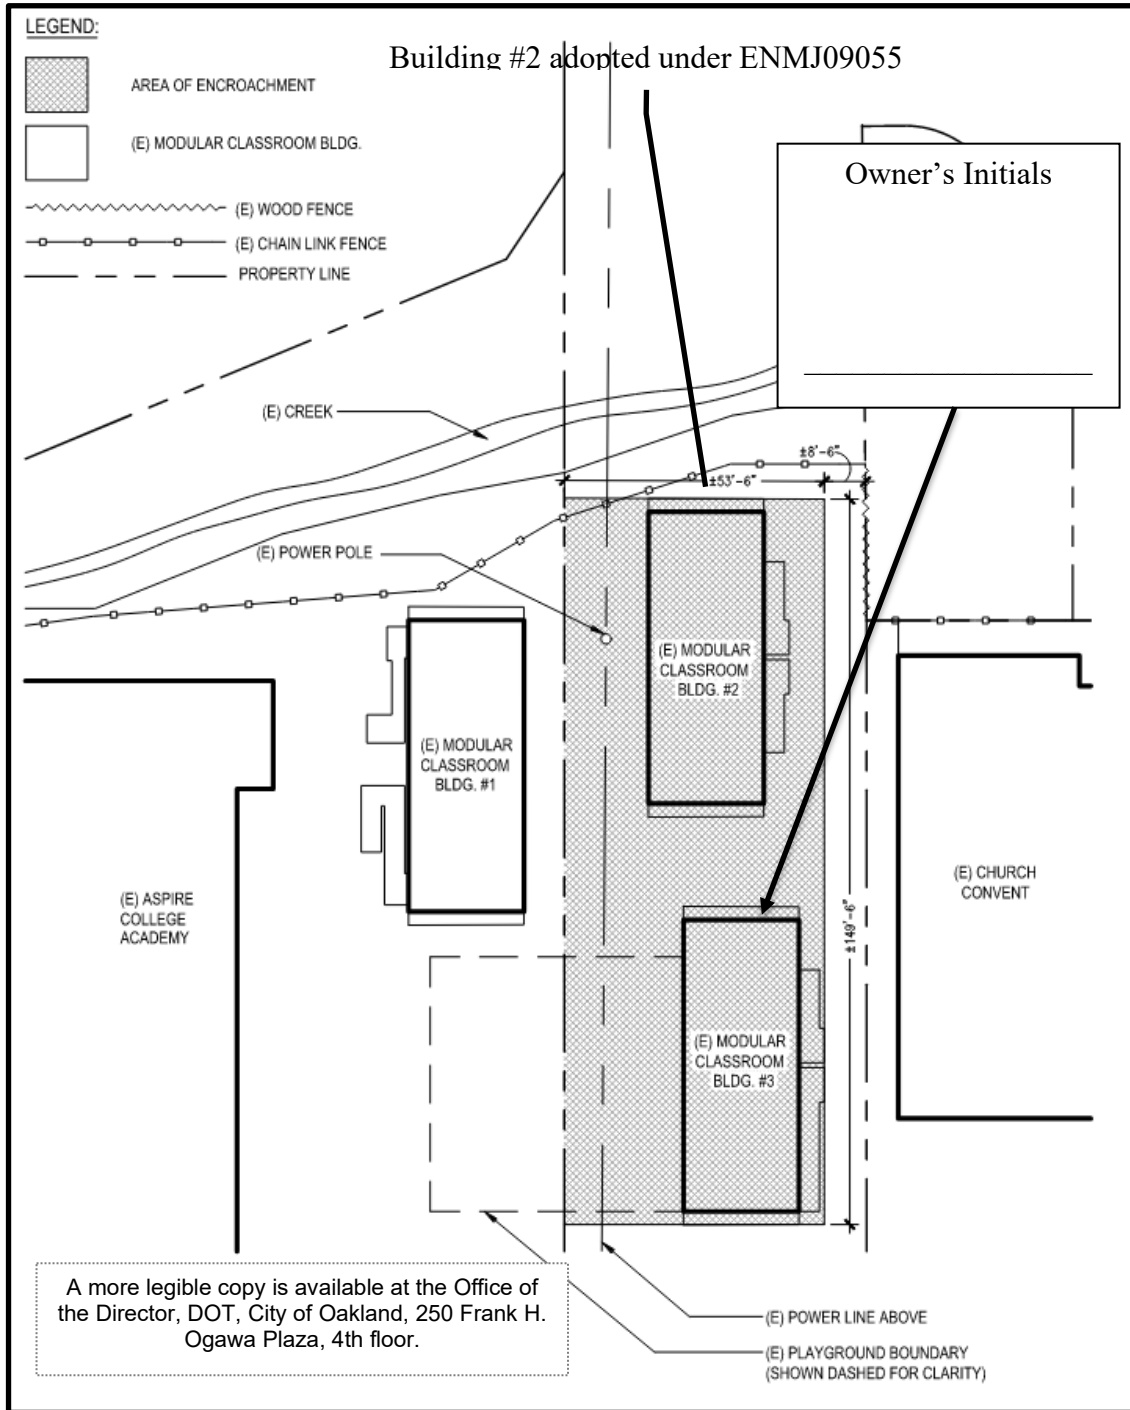 LEGEND:
AREA OF ENCROACHMENT
(E) MODULAR CLASSROOM BLDG.
(E) WOOD FENCE
(E) CHAIN LINK FENCE
PROPERTY LINE
Building #2 adopted under ENMJ09055
Owner’s Initials
(E) CREEK
±8'-6"
±53'-6"
(E) POWER POLE
(E) MODULAR
CLASSROOM
BLDG. #2
(E) MODULAR
CLASSROOM
BLDG. #1
(E) ASPIRE
COLLEGE
ACADEMY
(E) CHURCH
CONVENT
±149'-6"
(E) MODULAR
CLASSROOM
BLDG. #3
A more legible copy is available at the Office of
the Director, DOT, City of Oakland, 250 Frank H.
Ogawa Plaza, 4th floor.
(E) POWER LINE ABOVE
(E) PLAYGROUND BOUNDARY
(SHOWN DASHED FOR CLARITY)